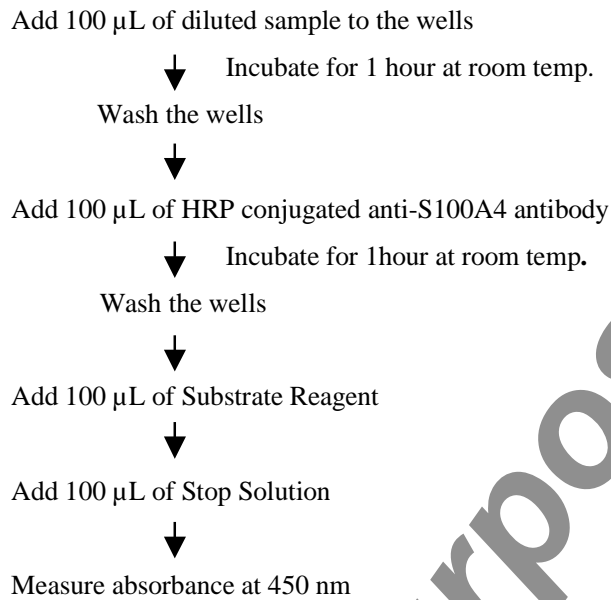 Add 100 µL of diluted sample to the wells
Incubate for 1 hour at room temp.
Wash the wells
Add 100 µL of HRP conjugated anti-S100A4 antibody
Incubate for 1hour at room temp.
Wash the wells
Add 100 µL of Substrate Reagent
Add 100 µL of Stop Solution
Measure absorbance at 450 nm